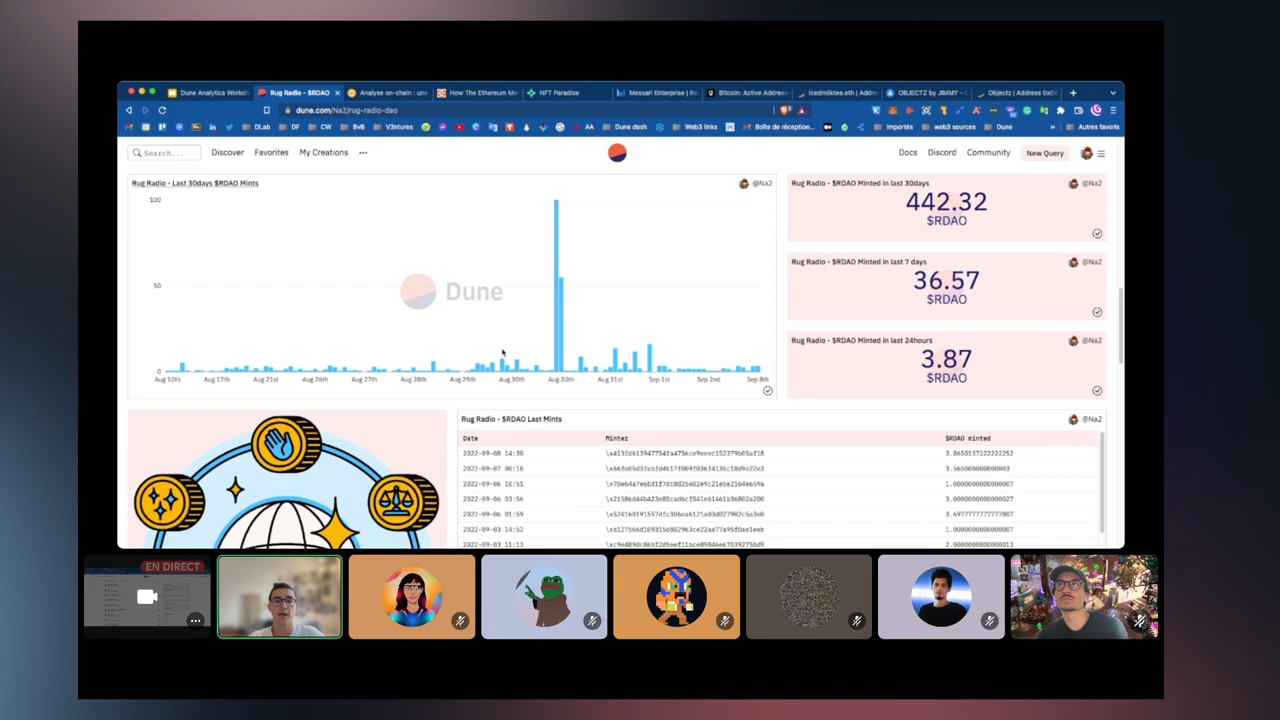 Dune Analytics Worksh
Rug Radio - $RDAO
Analyse on-chain : une
How The Ethereum Me
NFT Paradise
Messari Enterprise | Re
Bitcoin: Active Address
icedmilktea.eth | Addre
OBJECTZ by JIMMY - C
Objectz | Address 0x0
dune.com/Na2/rug-radio-dao
DLab
DF
CW
BvB
V3entures
AA
Dune dash
Web3 links
Boîte de réception...
Importés
web3 sources
Dune
Autres favoris
Search...
Discover
Favorites
My Creations
Docs
Discord
Community
New Query
Rug Radio - Last 30days $RDAO Mints
@Na2
100
50
0
Dune
Aug 10th Aug 17th Aug 21st Aug 26th Aug 27th Aug 28th Aug 29th Aug 30th Aug 30th Aug 31st Sep 1st Sep 2nd Sep 8th
Rug Radio - $RDAO Minted in last 30days
@Na2
442.32
$RDAO
Rug Radio - $RDAO Minted in last 7 days
@Na2
36.57
$RDAO
Rug Radio - $RDAO Minted in last 24hours
@Na2
3.87
$RDAO
Rug Radio - $RDAO Last Mints
@Na2
Date Minter $RDAO minted
2022-09-08 14:30
2022-09-07 00:18
2022-09-06 10:51
2022-09-06 03:56
2022-09-06 01:59
2022-09-03 14:52
2022-09-03 11:13
EN DIRECT